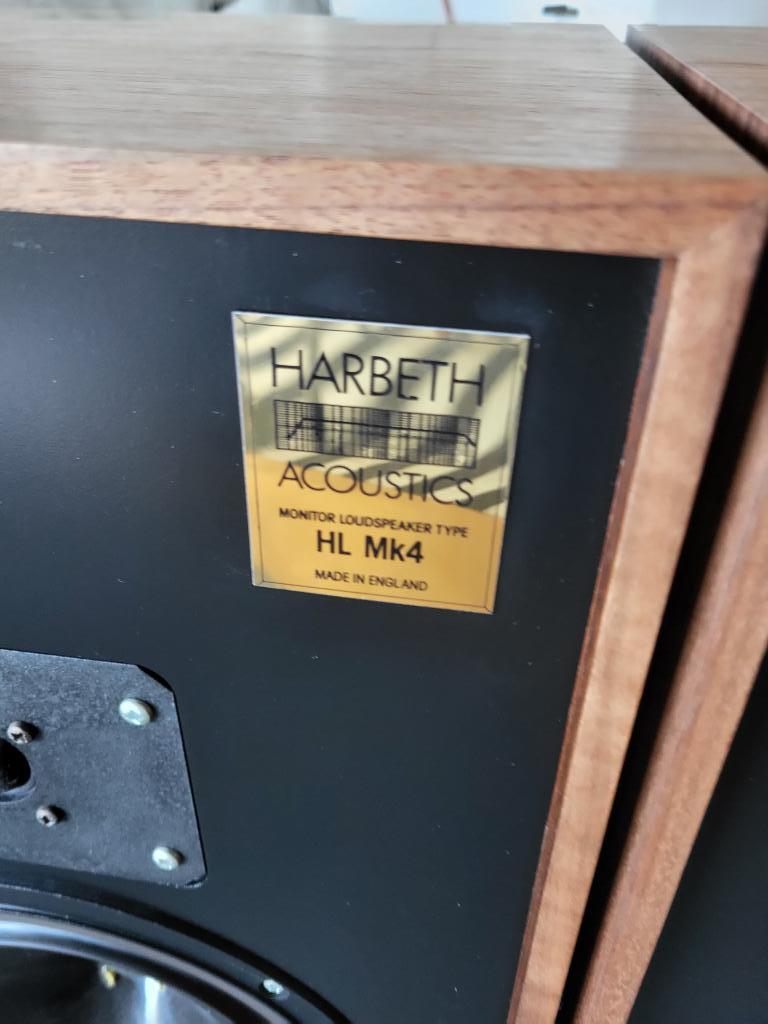 HARBETH
ACOUSTICS
MONITOR LOUDSPEAKER TYPE
HL Mk4
MADE IN ENGLAND